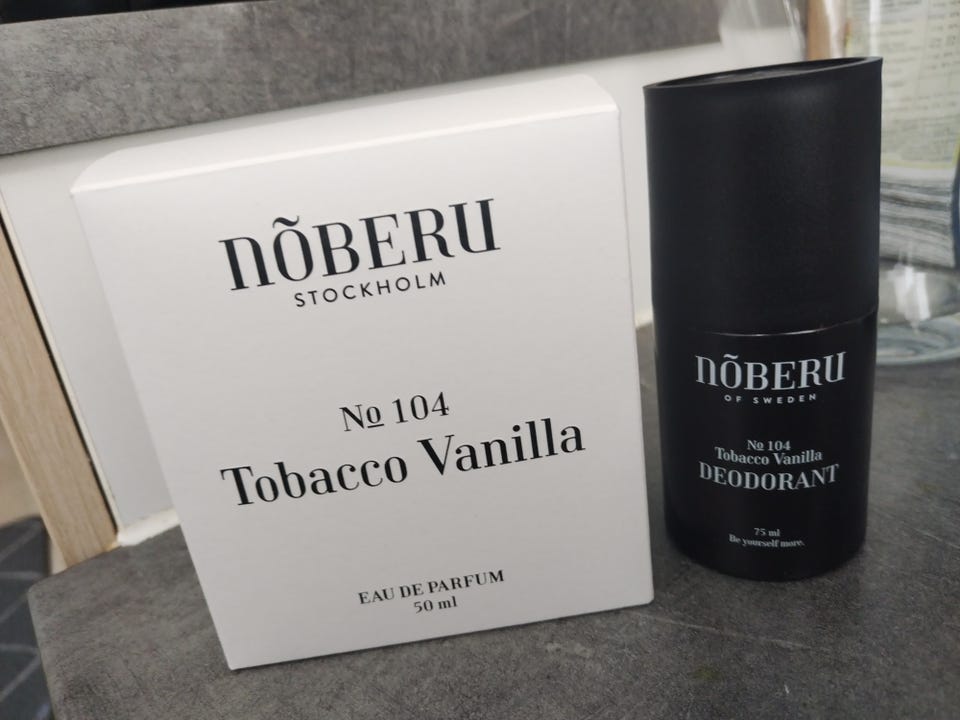 NÕBERU
STOCKHOLM
No 104
Tobacco Vanilla
EAU DE PARFUM
50 ml
NÕBERU
OF SWEDEN
No 104
Tobacco Vanilla
DEODORANT
75 ml
Be yourself more.